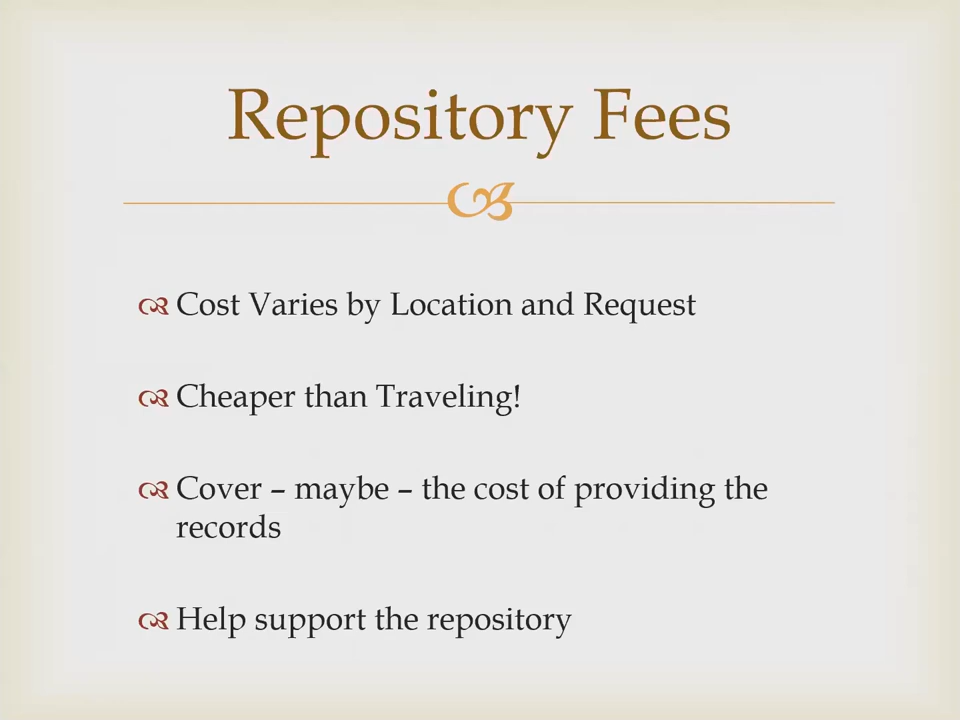 Repository Fees
Cost Varies by Location and Request
Cheaper than Traveling!
Cover – maybe – the cost of providing the
records
Help support the repository